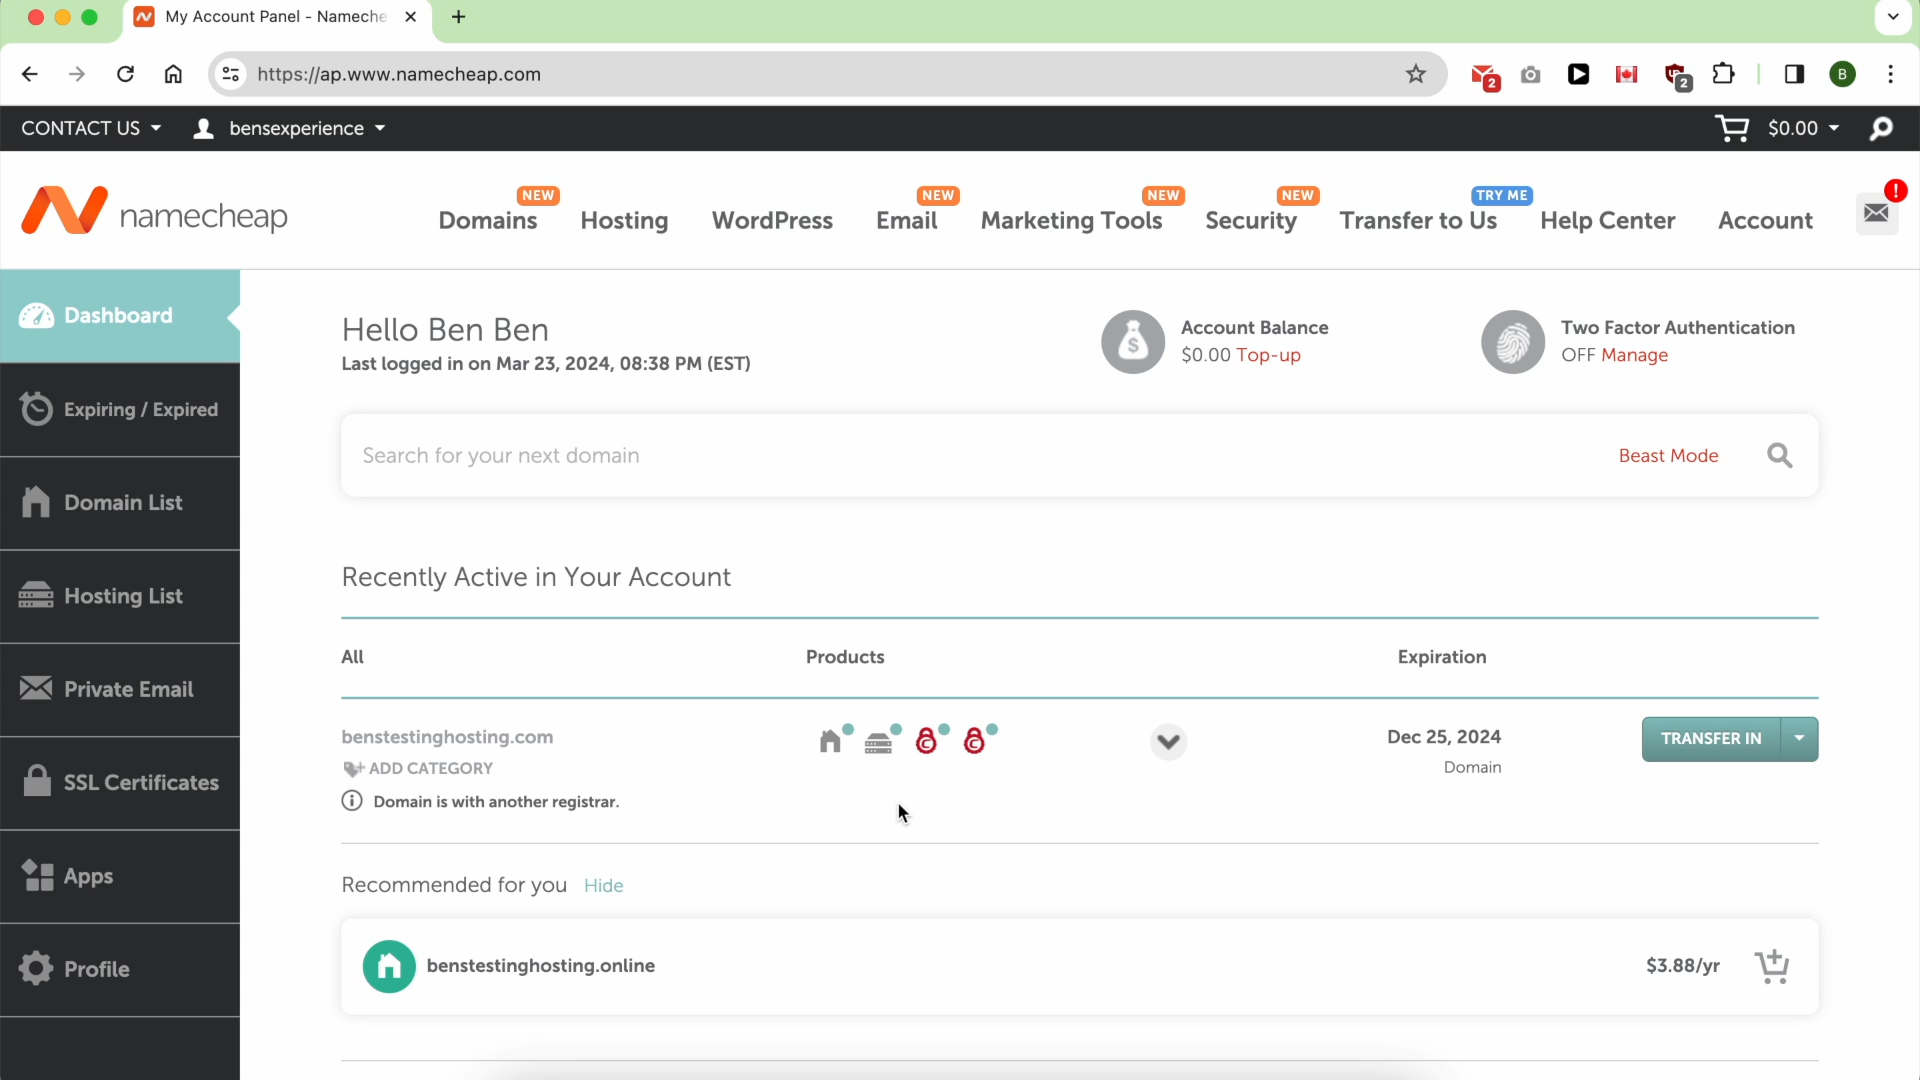 My Account Panel - Nameche
https://ap.www.namecheap.com
2
2
B
CONTACT US
bensexperience
$0.00
namecheap
NEW
NEW
NEW
NEW
TRY ME
Domains
Hosting
WordPress
Email
Marketing Tools
Security
Transfer to Us
Help Center
Account
!
Dashboard
Expiring / Expired
Domain List
Hosting List
Private Email
SSL Certificates
Apps
Profile
Hello Ben Ben
Last logged in on Mar 23, 2024, 08:38 PM (EST)
Account Balance
$0.00 Top-up
Two Factor Authentication
OFF Manage
Search for your next domain
Beast Mode
Recently Active in Your Account
All
Products
Expiration
benstestinghosting.com
ADD CATEGORY
Domain is with another registrar.
Dec 25, 2024
Domain
TRANSFER IN
Recommended for you Hide
benstestinghosting.online
$3.88/yr